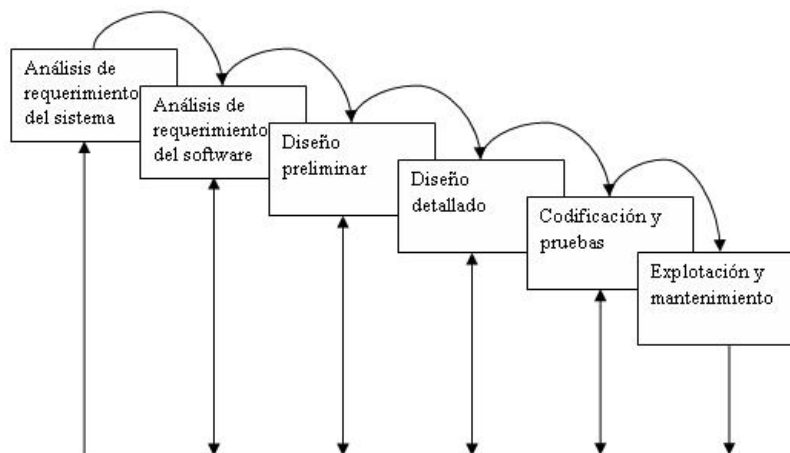 Análisis de
requerimiento
del sistema
Análisis de
requerimiento
del software
Diseño
preliminar
Diseño
detallado
Codificación y
pruebas
Explotación y
mantenimiento